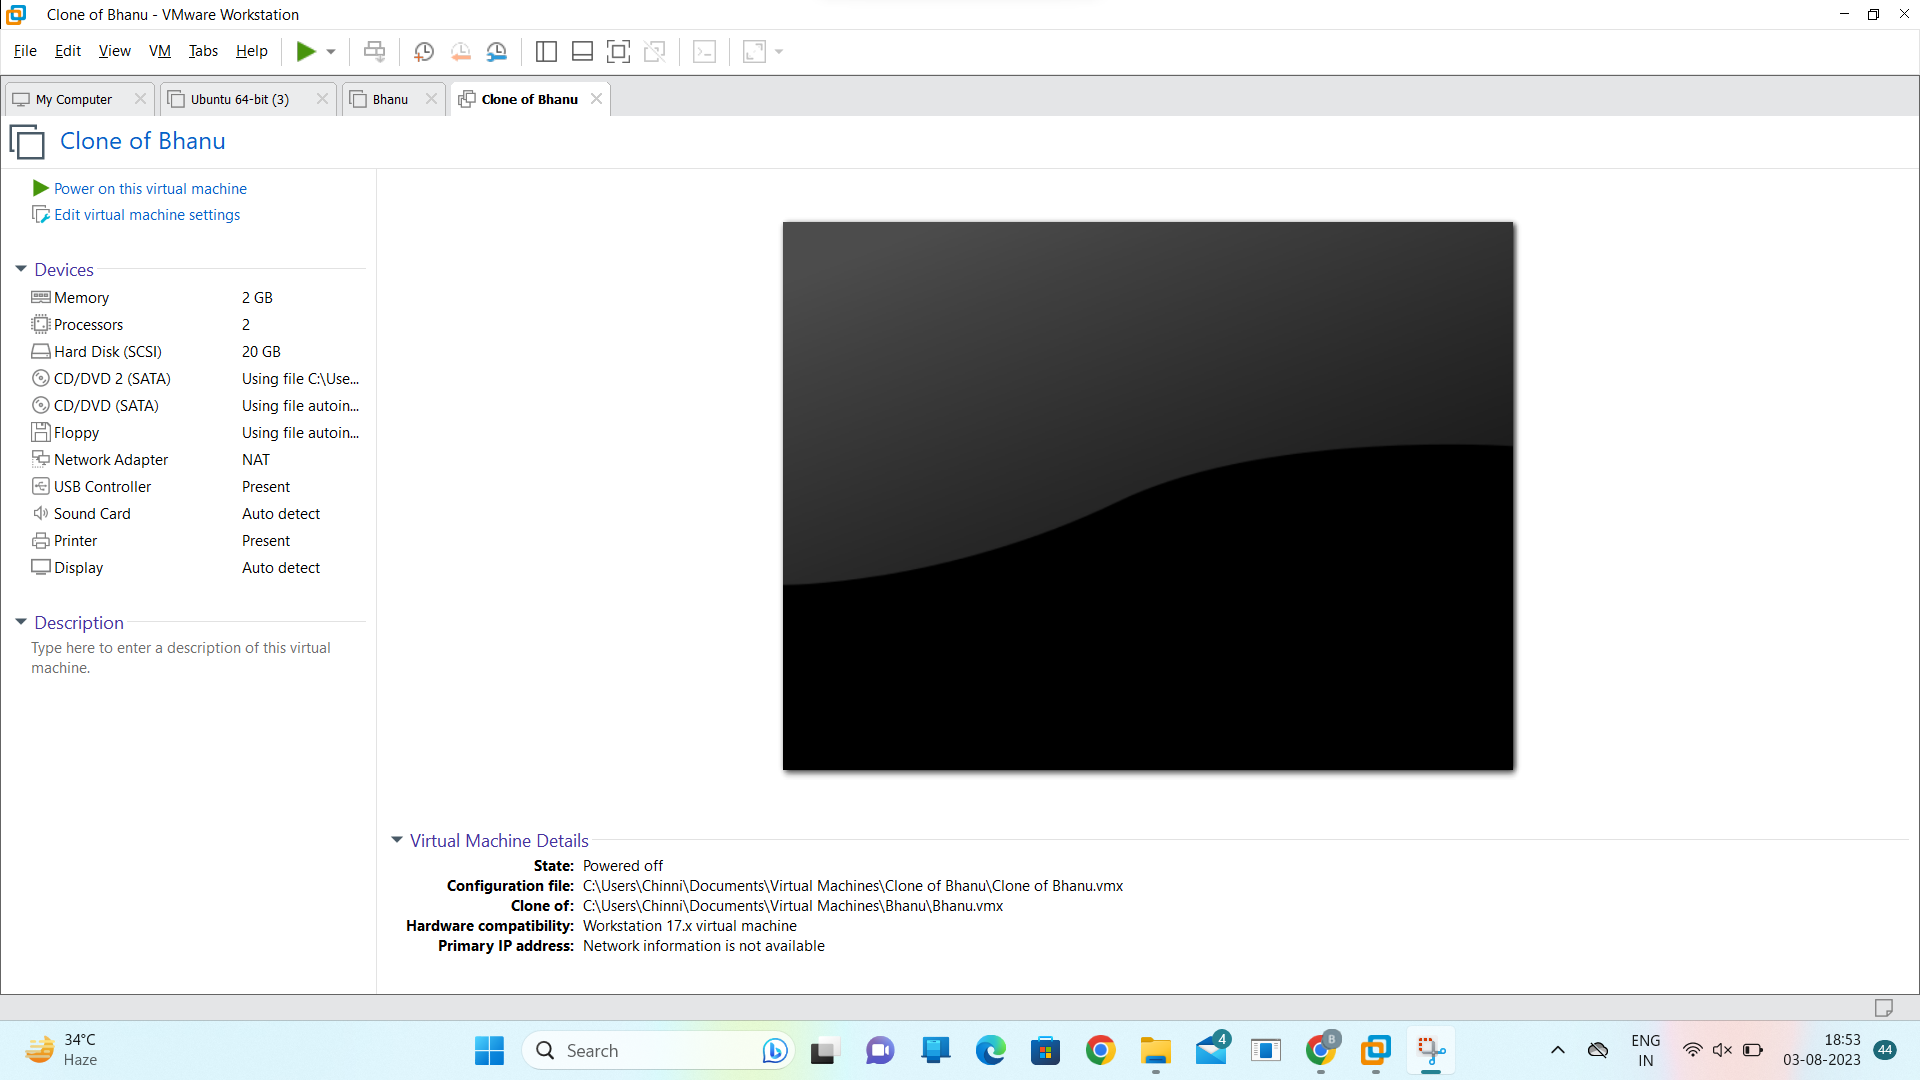 Clone of Bhanu - VMware Workstation
File Edit View VM Tabs Help
My Computer Ubuntu 64-bit (3) Bhanu Clone of Bhanu
Clone of Bhanu
Power on this virtual machine
Edit virtual machine settings
Devices
Memory 2 GB
Processors 2
Hard Disk (SCSI) 20 GB
CD/DVD 2 (SATA) Using file C:\Use...
CD/DVD (SATA) Using file autoin...
Floppy Using file autoin...
Network Adapter NAT
USB Controller Present
Sound Card Auto detect
Printer Present
Display Auto detect
Description
Type here to enter a description of this virtual
machine.
Virtual Machine Details
State: Powered off
Configuration file: C:\Users\Chinni\Documents\Virtual Machines\Clone of Bhanu\Clone of Bhanu.vmx
Clone of: C:\Users\Chinni\Documents\Virtual Machines\Bhanu\Bhanu.vmx
Hardware compatibility: Workstation 17.x virtual machine
Primary IP address: Network information is not available
34°C
Haze
Search
4
B
ENG
IN
18:53
03-08-2023
44